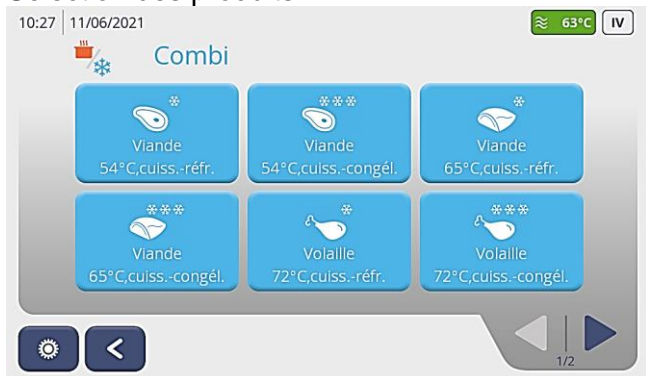 10:27 11/06/2021
63°C IV
Combi
Viande
54°C,cuiss.-réfr.
Viande
54°C,cuiss.-congél.
Viande
65°C,cuiss.-réfr.
Viande
65°C,cuiss.-congél.
Volaille
72°C,cuiss.-réfr.
Volaille
72°C,cuiss.-congél.
1/2